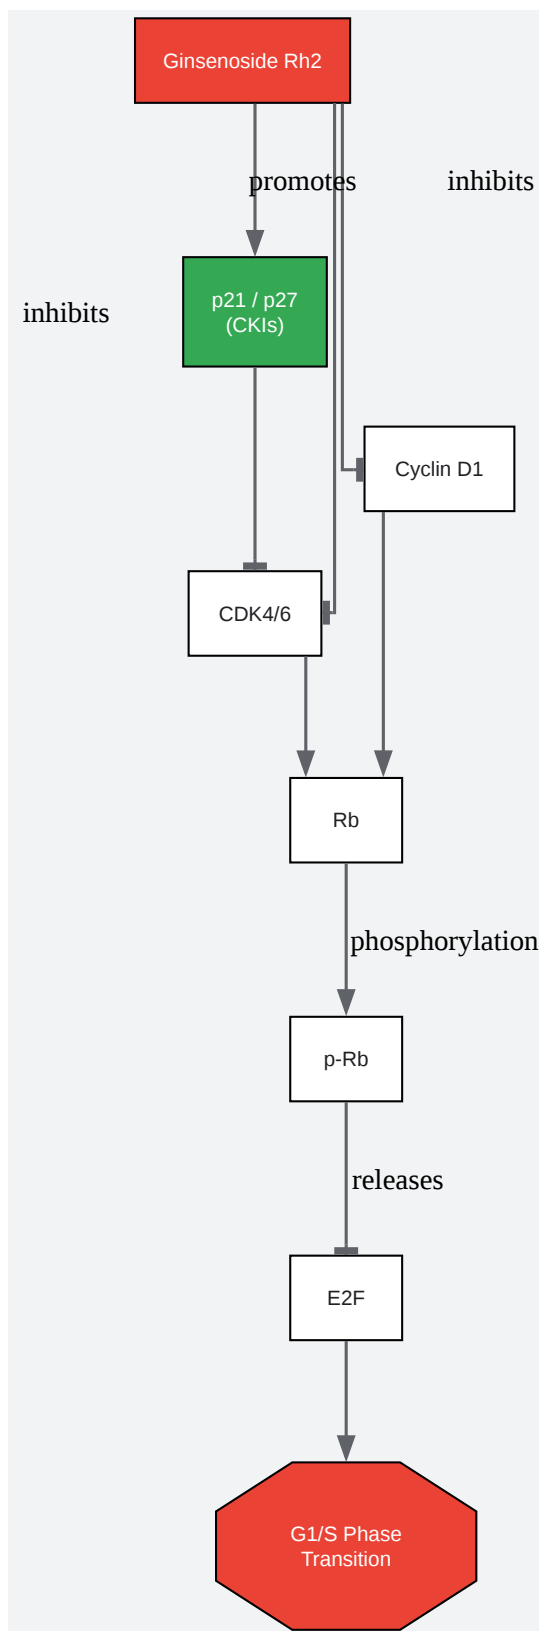 Ginsenoside Rh2
promotes
inhibits
p21 / p27
(CKIs)
inhibits
Cyclin D1
CDK4/6
Rb
phosphorylation
p-Rb
releases
E2F
G1/S Phase
Transition